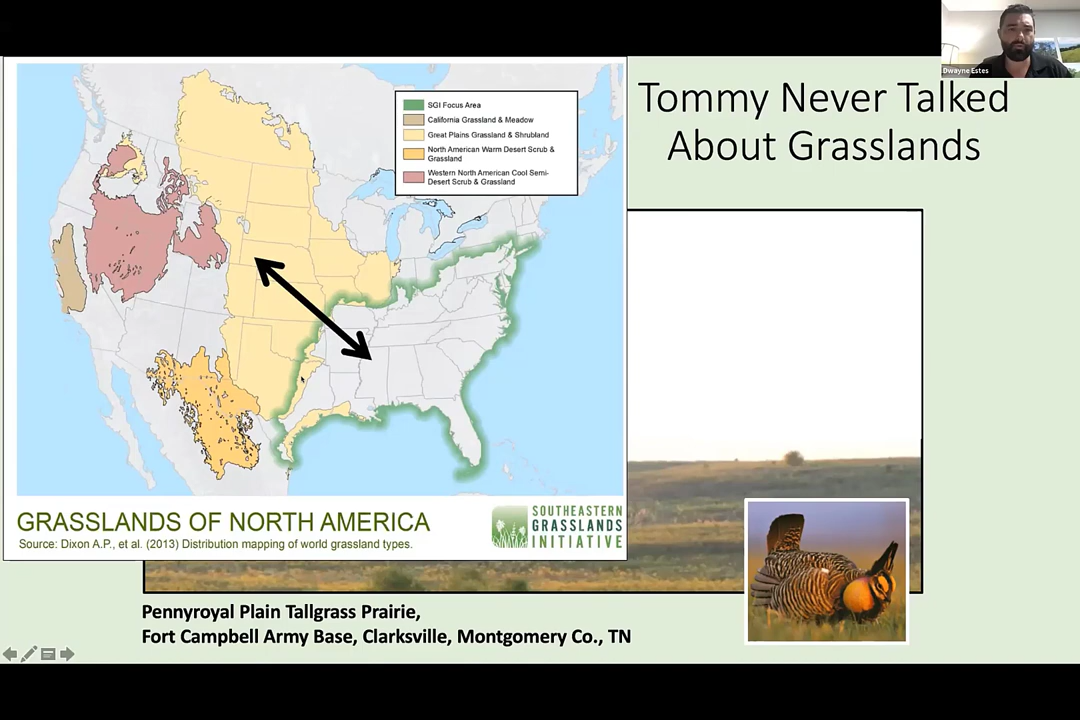 Dwayne Estes
Tommy Never Talked
About Grasslands
SGI Focus Area
California Grassland & Meadow
Great Plains Grassland & Shrubland
North American Warm Desert Scrub &
Grassland
Western North American Cool Semi-
Desert Scrub & Grassland
GRASSLANDS OF NORTH AMERICA
Source: Dixon A.P., et al. (2013) Distribution mapping of world grassland types.
SOUTHEASTERN
GRASSLANDS
INITIATIVE
Pennyroyal Plain Tallgrass Prairie,
Fort Campbell Army Base, Clarksville, Montgomery Co., TN